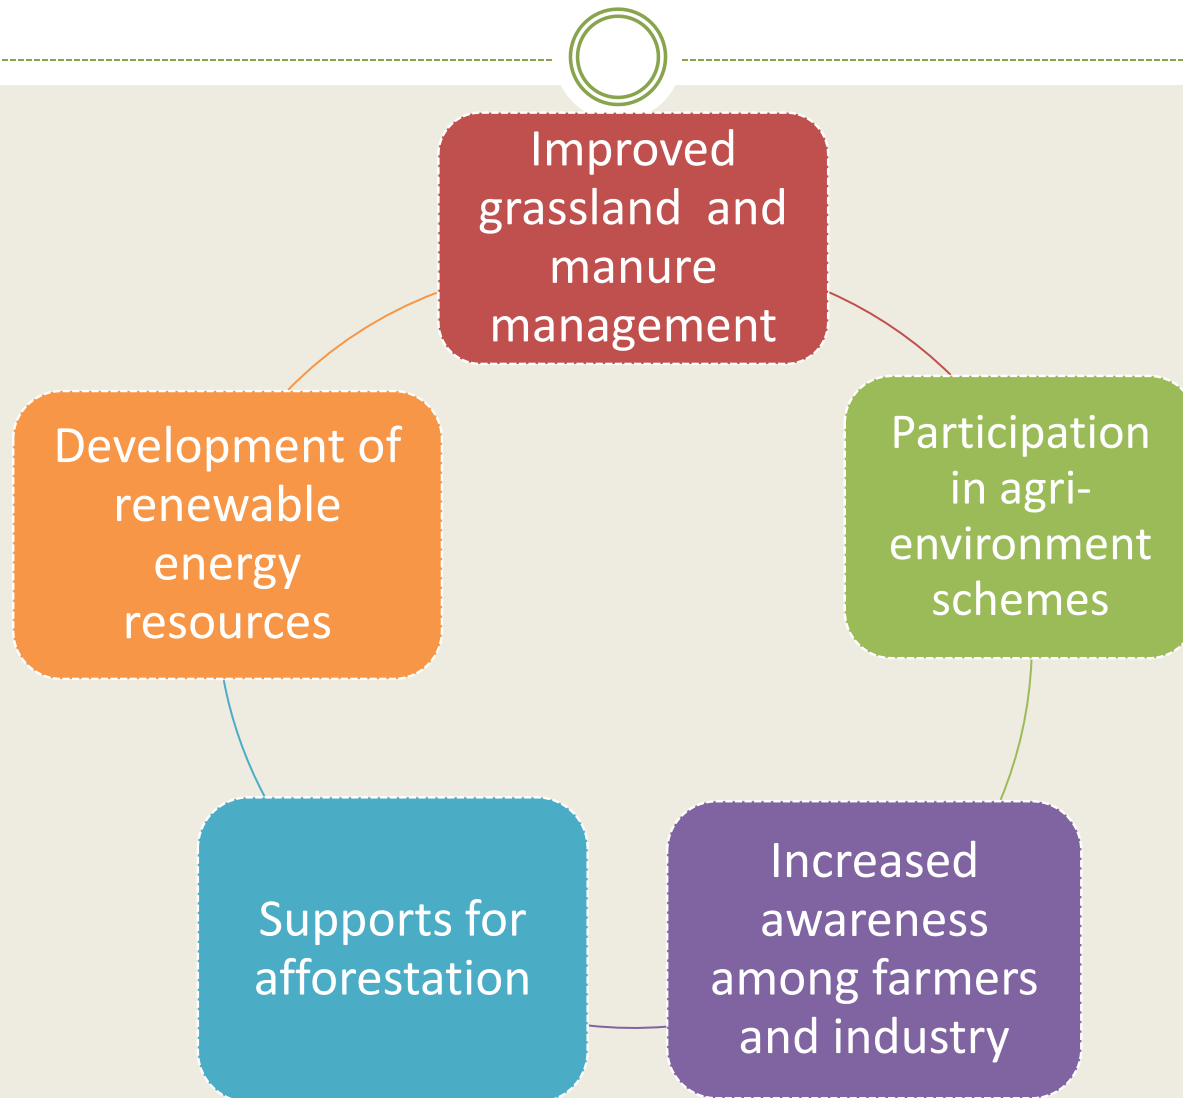 Improved
grassland  and
manure
management
Participation
in agri-
environment
schemes
Increased
awareness
among farmers
and industry
Supports for
afforestation
Development of
renewable
energy
resources